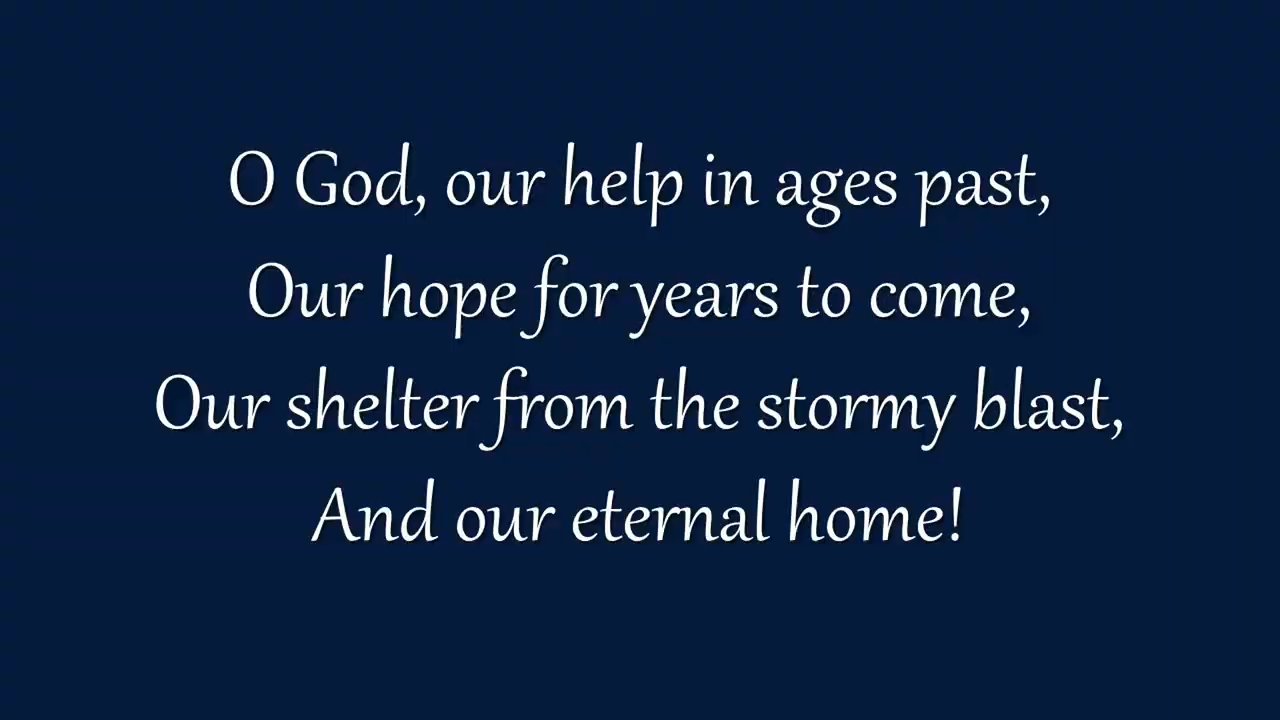 O God, our help in ages past,
Our hope for years to come,
Our shelter from the stormy blast,
And our eternal home!